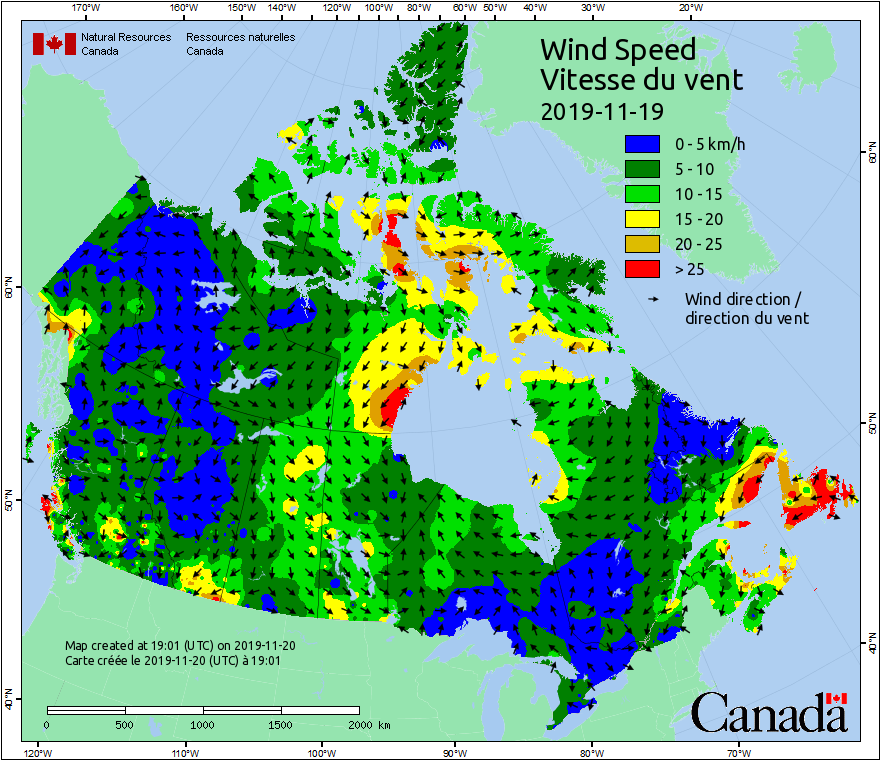 170°W 160°W 150°W 140°W 130°W 120°W 110°W 100°W 90°W 80°W 60°W 50°W 40°W 30°W 20°W
Natural Resources Canada
Ressources naturelles Canada
Wind Speed
Vitesse du vent
2019-11-19
0 - 5 km/h
5 - 10
10 - 15
15 - 20
20 - 25
> 25
Wind direction /
direction du vent
60°N
60°N
50°N
50°N
40°N
40°N
Map created at 19:01 (UTC) on 2019-11-20
Carte créée le 2019-11-20 (UTC) à 19:01
0 500 1000 1500 2000 km
Canada
120°W 110°W 100°W 90°W 80°W 70°W